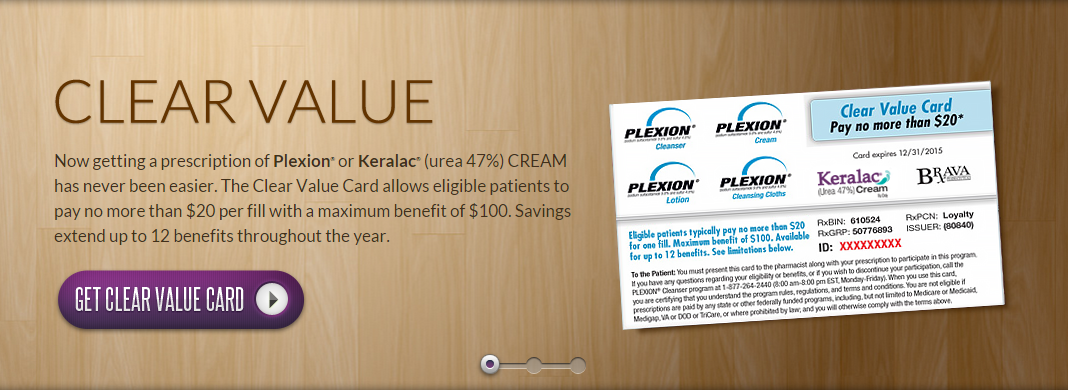 CLEAR VALUE
Now getting a prescription of Plexion® or Keralac® (urea 47%) CREAM
has never been easier. The Clear Value Card allows eligible patients to
pay no more than $20 per fill with a maximum benefit of $100. Savings
extend up to 12 benefits throughout the year.
GET CLEAR VALUE CARD
PLEXION®
Cleanser
PLEXION®
Cream
PLEXION®
Lotion
PLEXION®
Cleansing Cloths
Clear Value Card
Pay no more than $20*
Card expires 12/31/2015
Keralac®
(Urea 47%) Cream
Rx Only
BRAVA
Eligible patients typically pay no more than $20
for one fill. Maximum benefit of $100. Available
for up to 12 benefits. See limitations below.
RxBIN: 610524
RxGRP: 50776893
ID: XXXXXXXXX
RxPCN: Loyalty
ISSUER: (80840)
To the Patient: You must present this card to the pharmacist along with your prescription to participate in this program.
If you have any questions regarding your eligibility or benefits, or if you wish to discontinue your participation, call the
PLEXION® Cleanser program at 1-877-264-2440 (8:00 am-8:00 pm EST, Monday-Friday). When you use this card,
you are certifying that you understand the program rules, regulations, and terms and conditions. You are not eligible if
prescriptions are paid by any state or other federally funded programs, including, but not limited to Medicare or Medicaid,
Medigap, VA or DOD or TriCare, or where prohibited by law; and you will otherwise comply with the terms above.